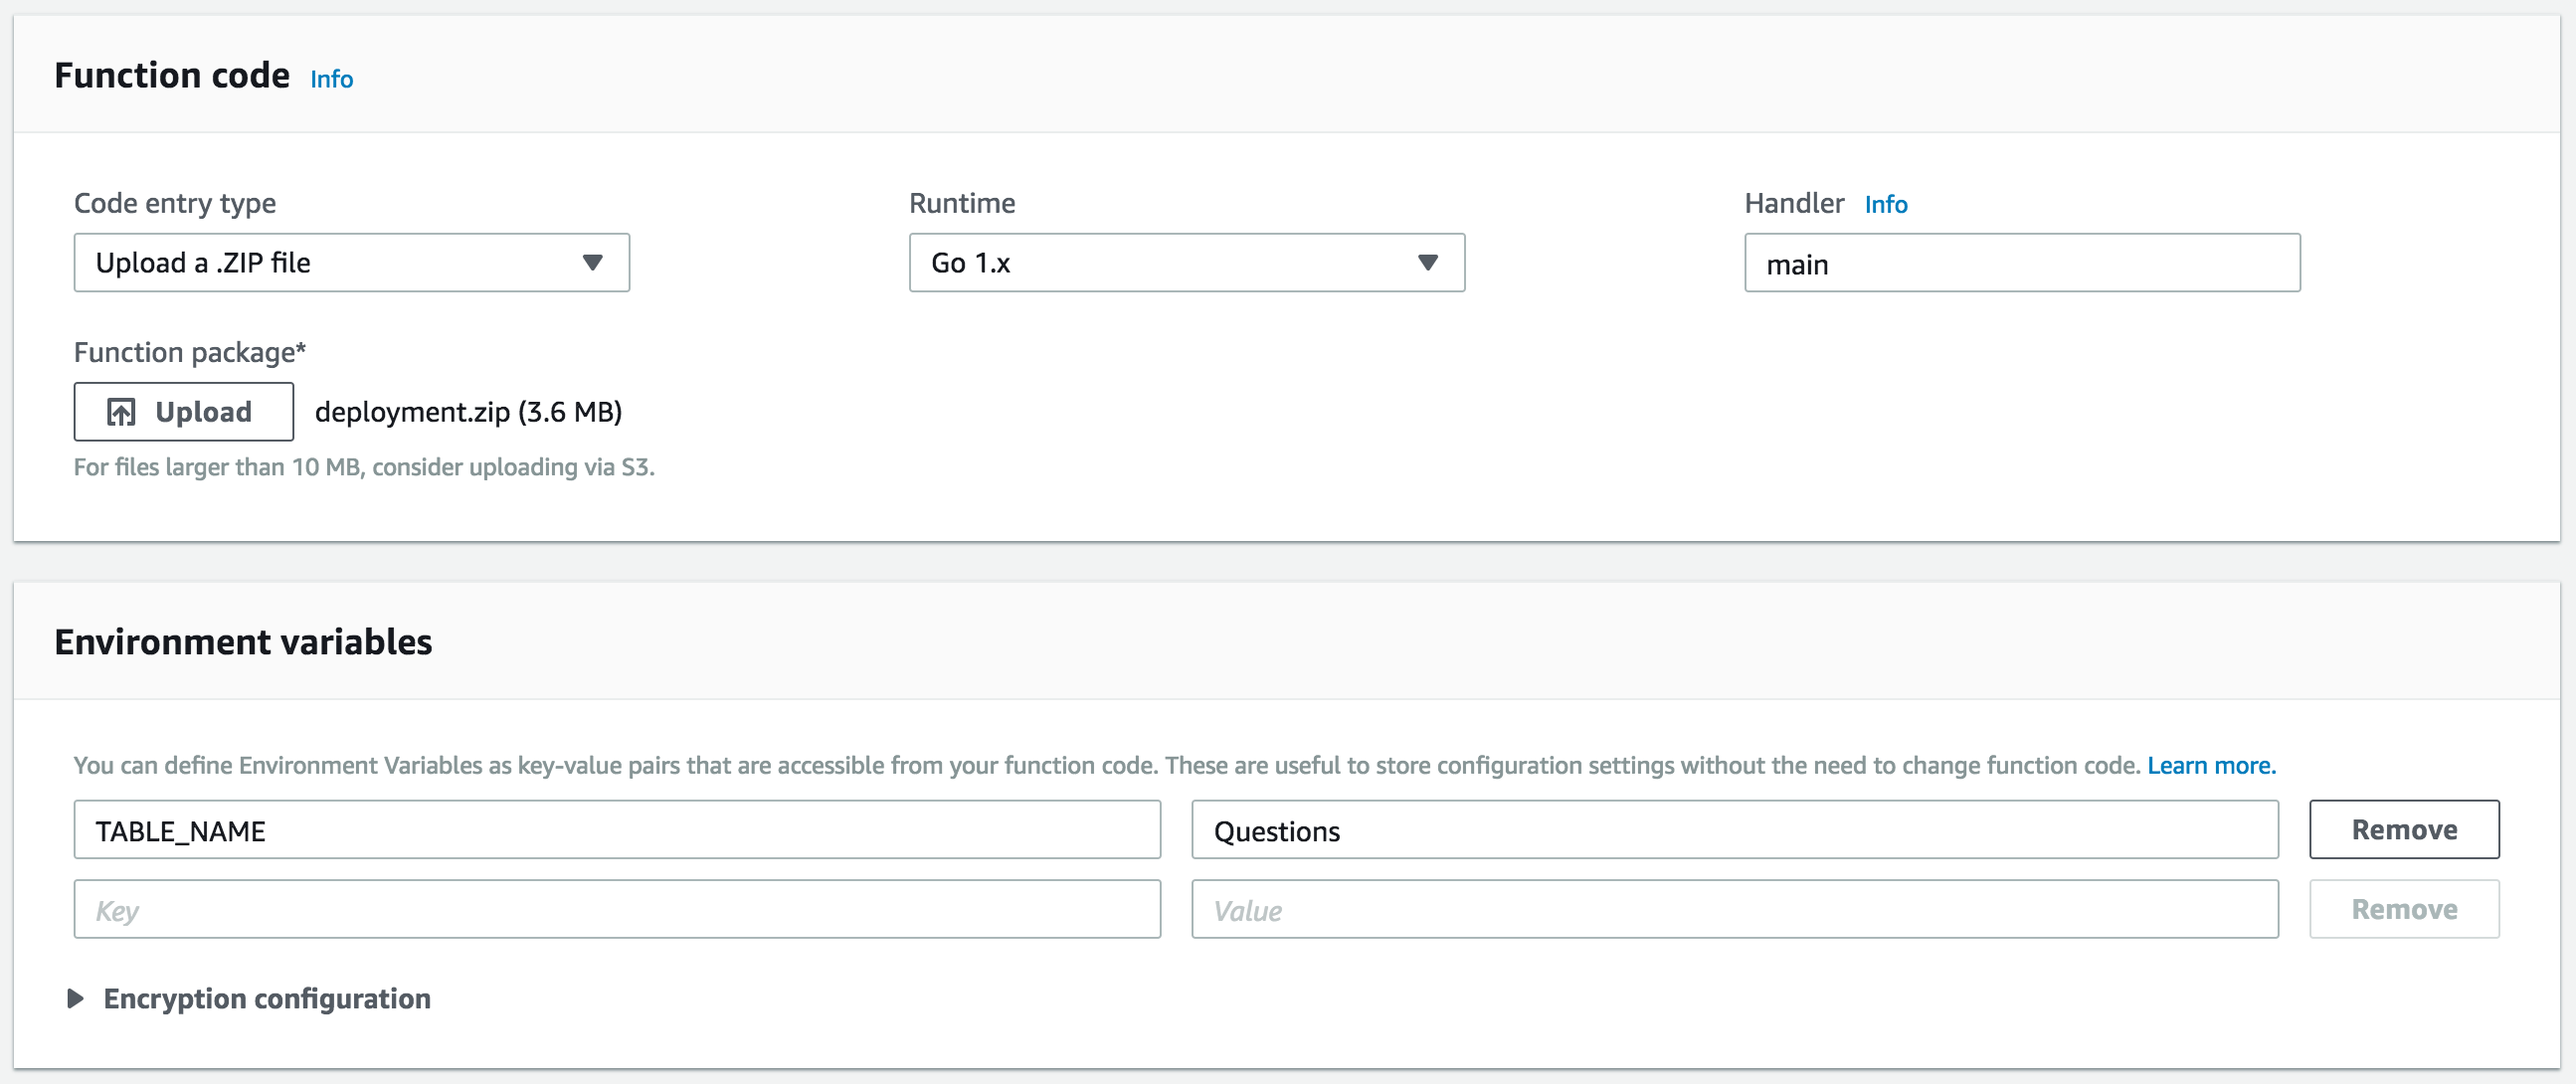 Function code Info
Code entry type Runtime Handler Info
Upload a .ZIP file Go 1.x main
Function package*
Upload deployment.zip (3.6 MB)
For files larger than 10 MB, consider uploading via S3.
Environment variables
You can define Environment Variables as key-value pairs that are accessible from your function code. These are useful to store configuration settings without the need to change function code. Learn more.
TABLE_NAME Questions Remove
Key Value Remove
Encryption configuration